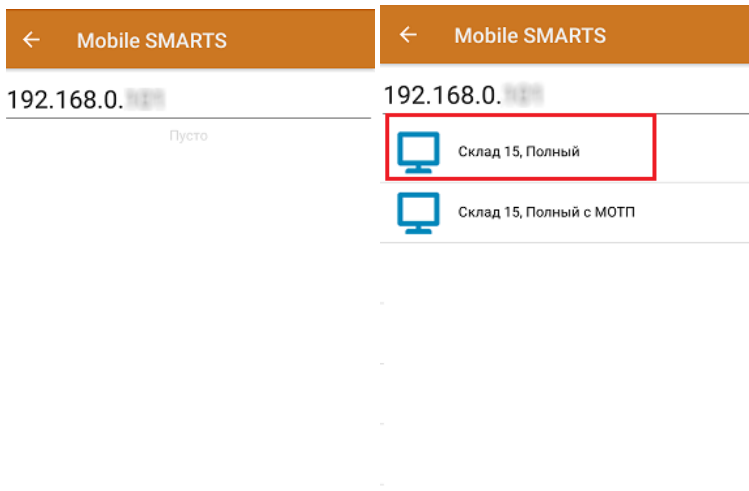 Mobile SMARTS
192.168.0.
Пусто
Mobile SMARTS
192.168.0.
Склад 15, Полный
Склад 15, Полный с МОТП